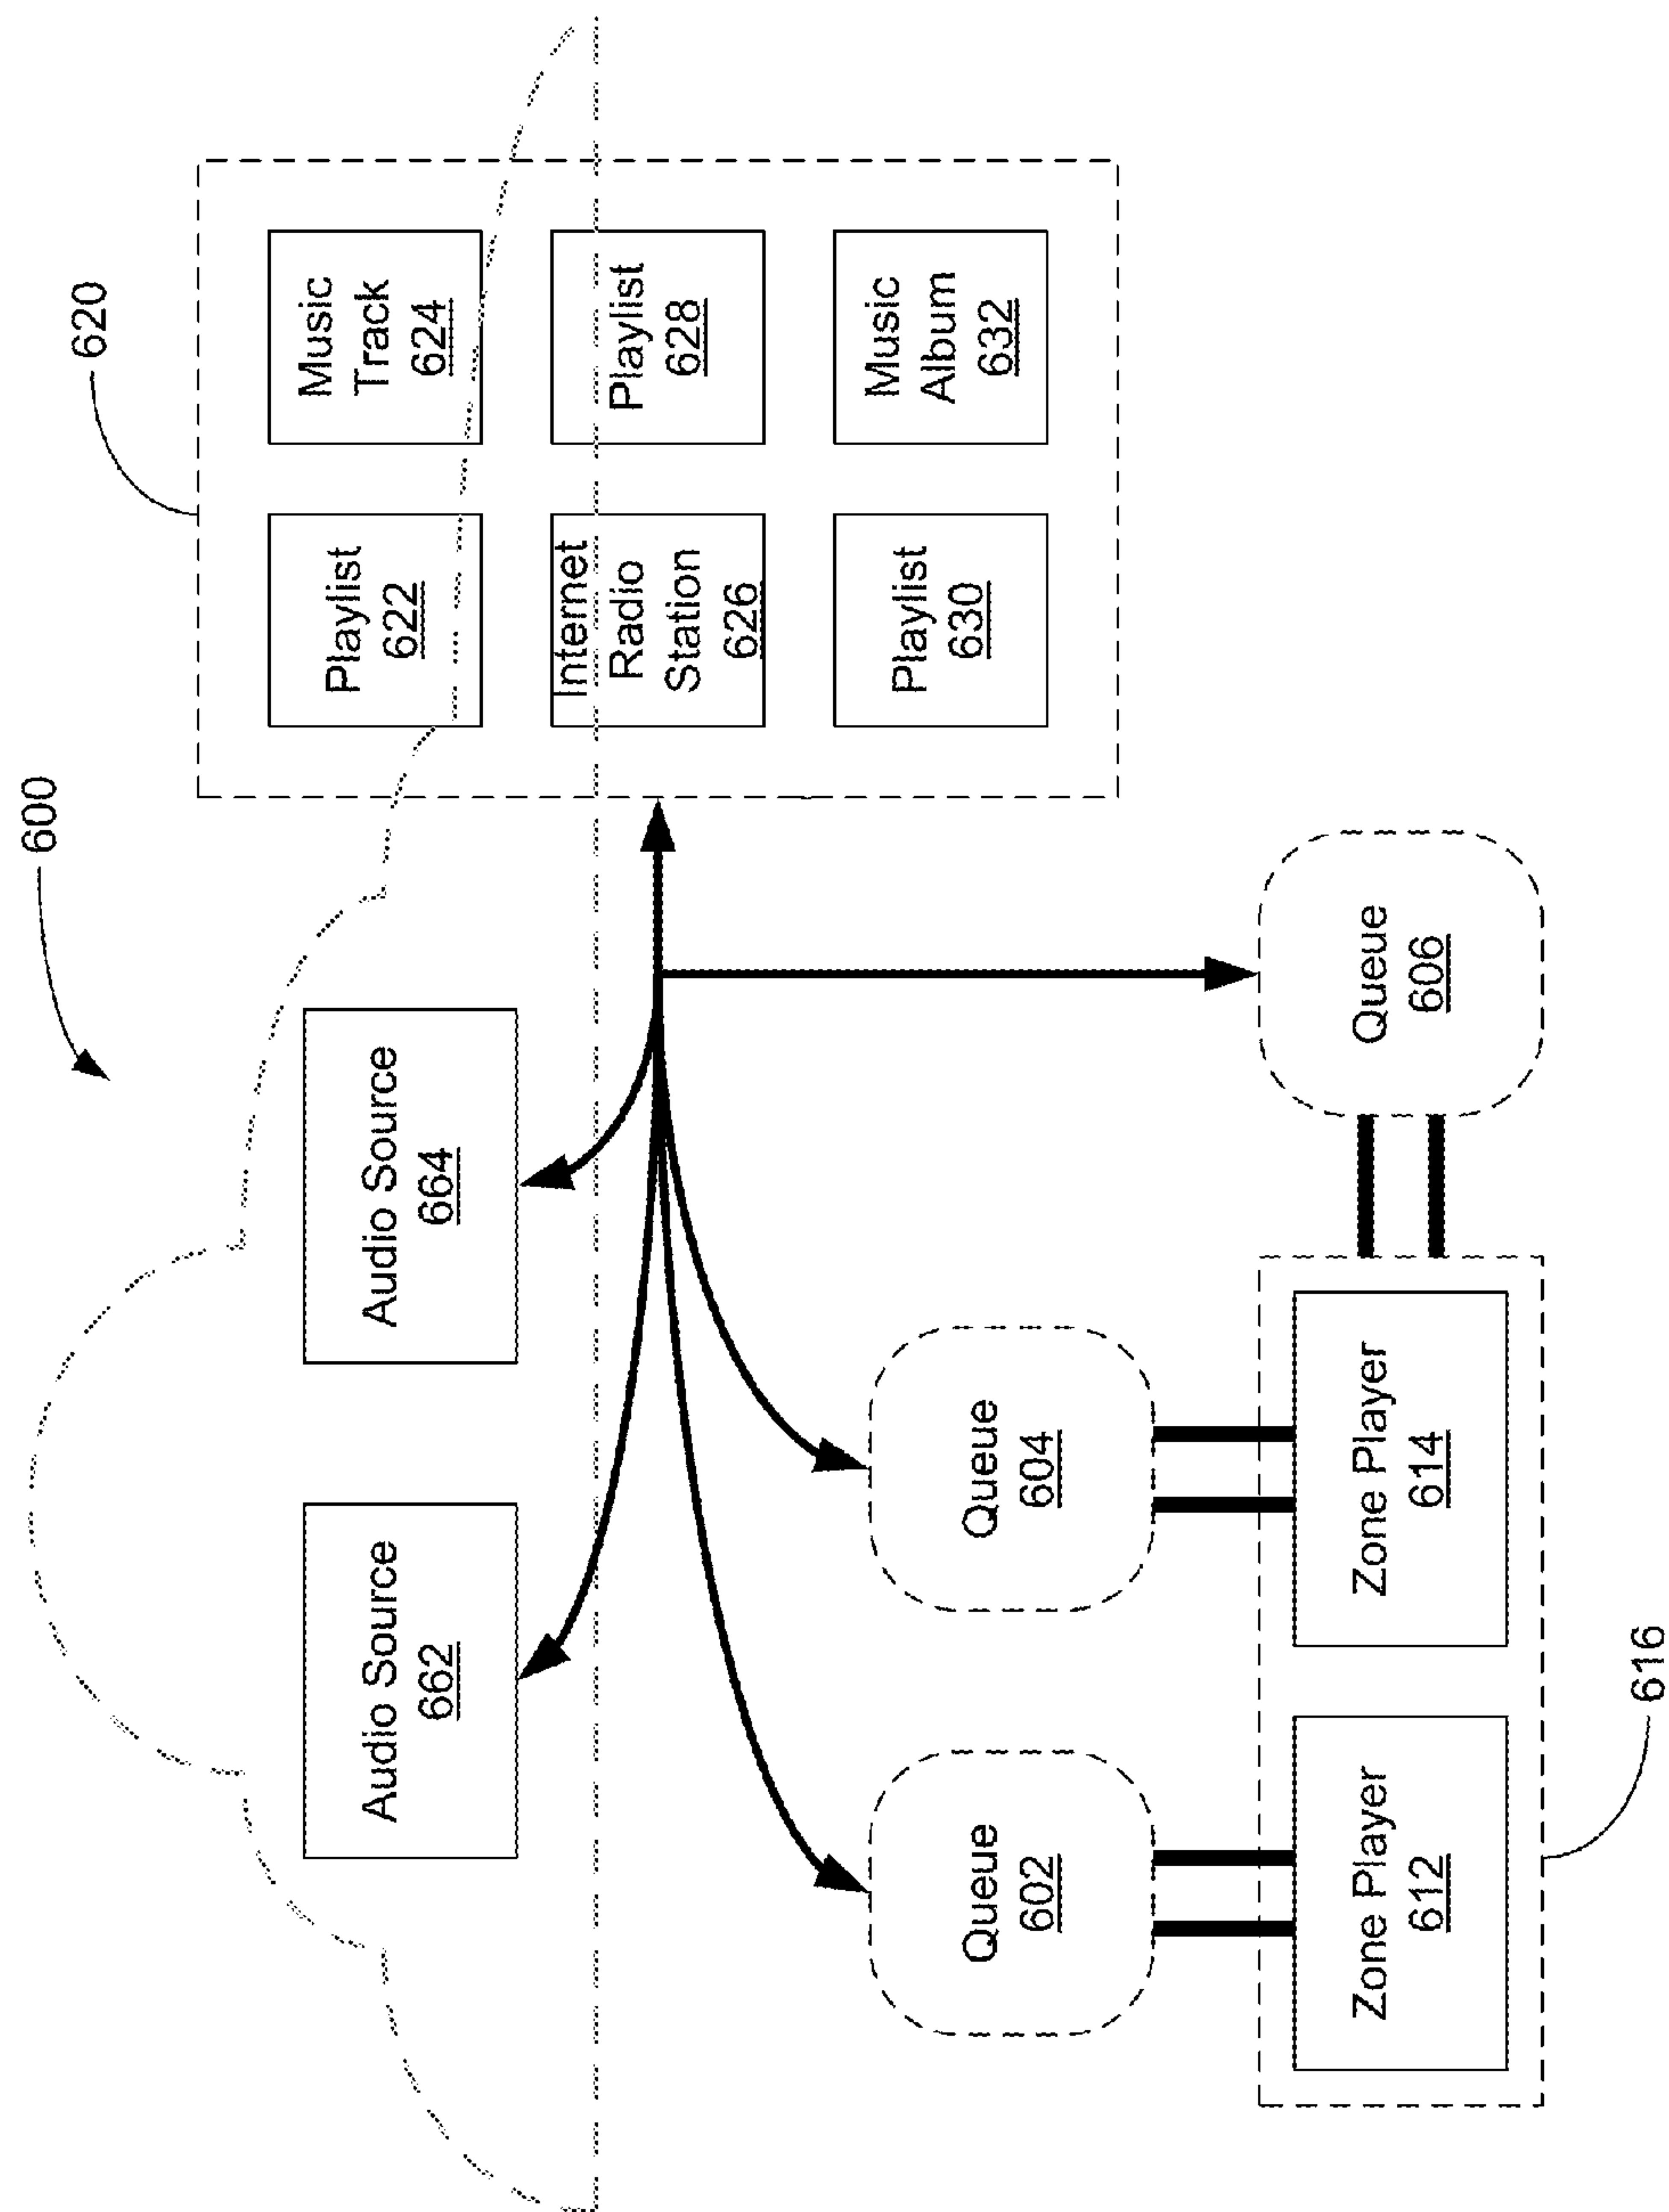 600
620
Audio Source
662
Audio Source
664
Playlist
622
Music
Track
624
Internet
Radio
Station
626
Playlist
628
Playlist
630
Music
Album
632
Queue
602
Queue
604
Queue
606
Zone Player
612
Zone Player
614
616